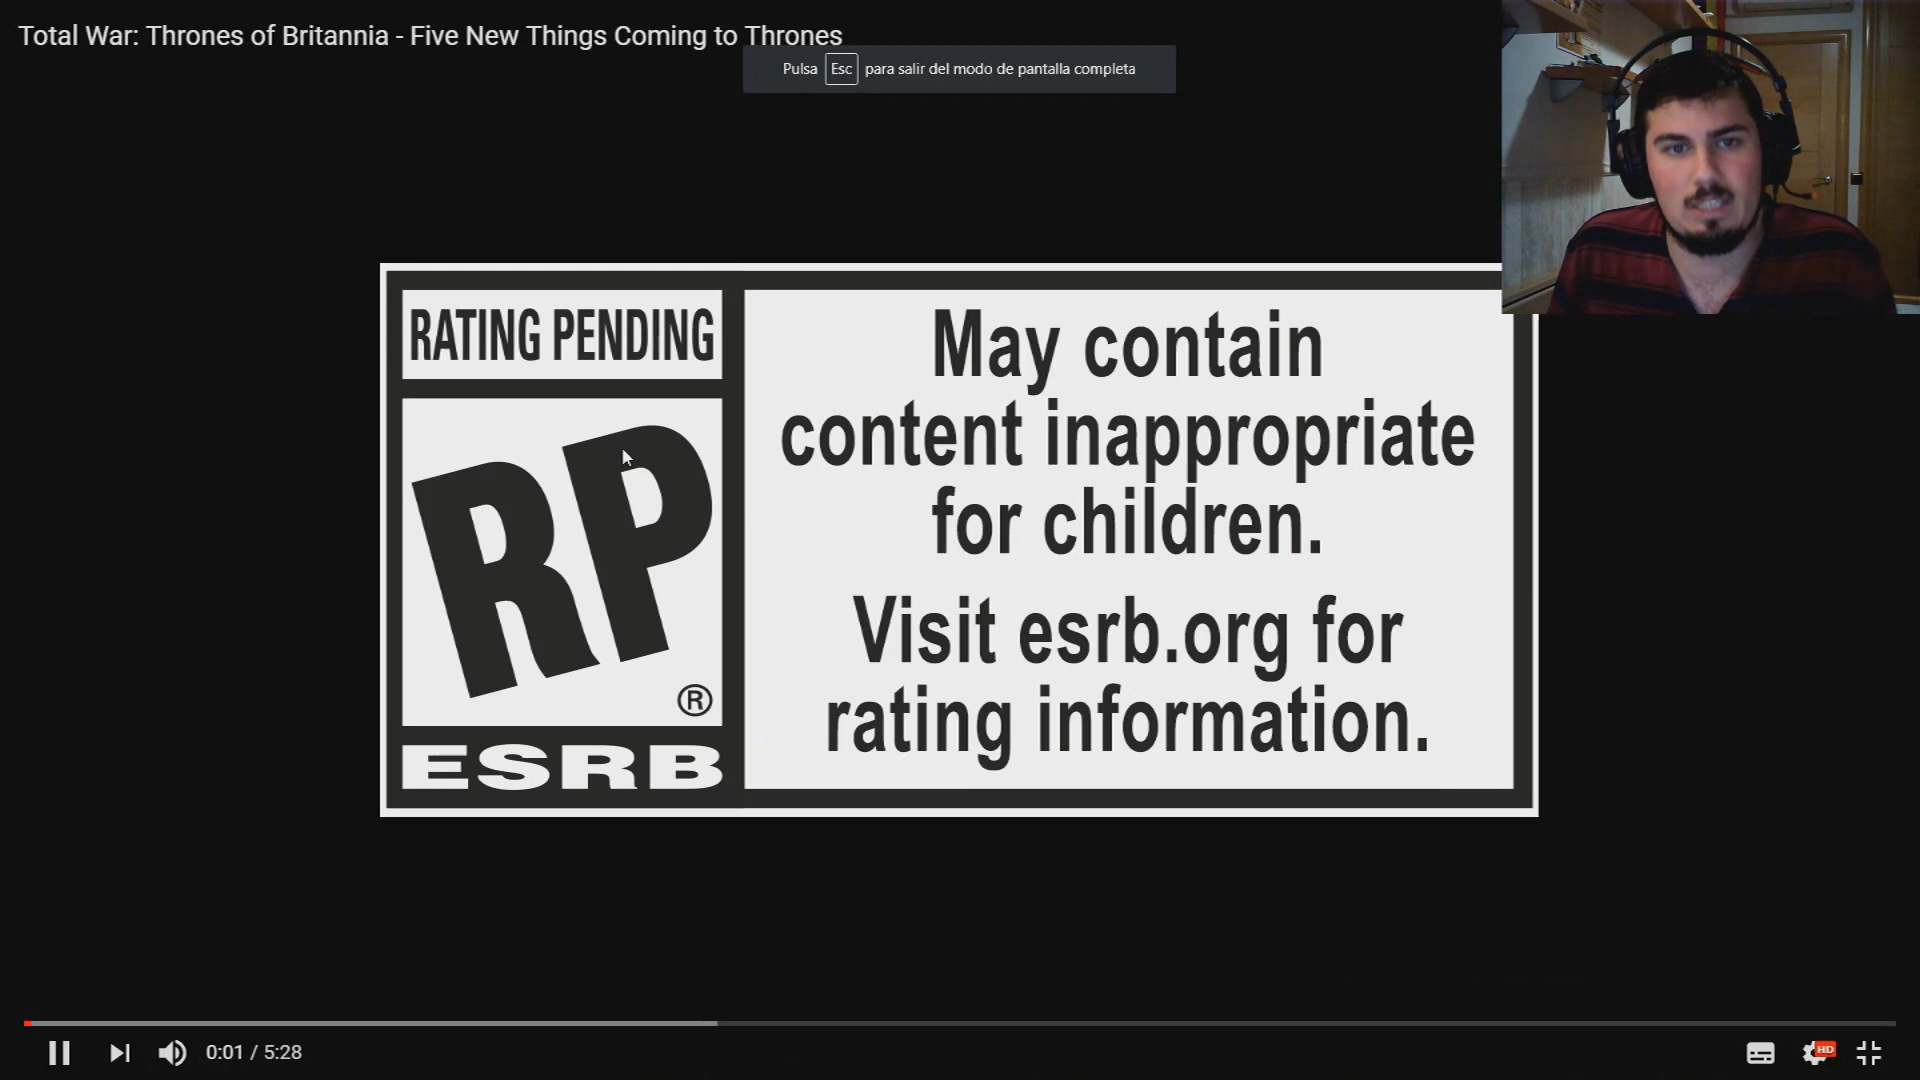 Total War: Thrones of Britannia - Five New Things Coming to Thrones
Pulsa Esc para salir del modo de pantalla completa
RATING PENDING
RP
®
ESRB
May contain
content inappropriate
for children.
Visit esrb.org for
rating information.
0:01 / 5:28
HD